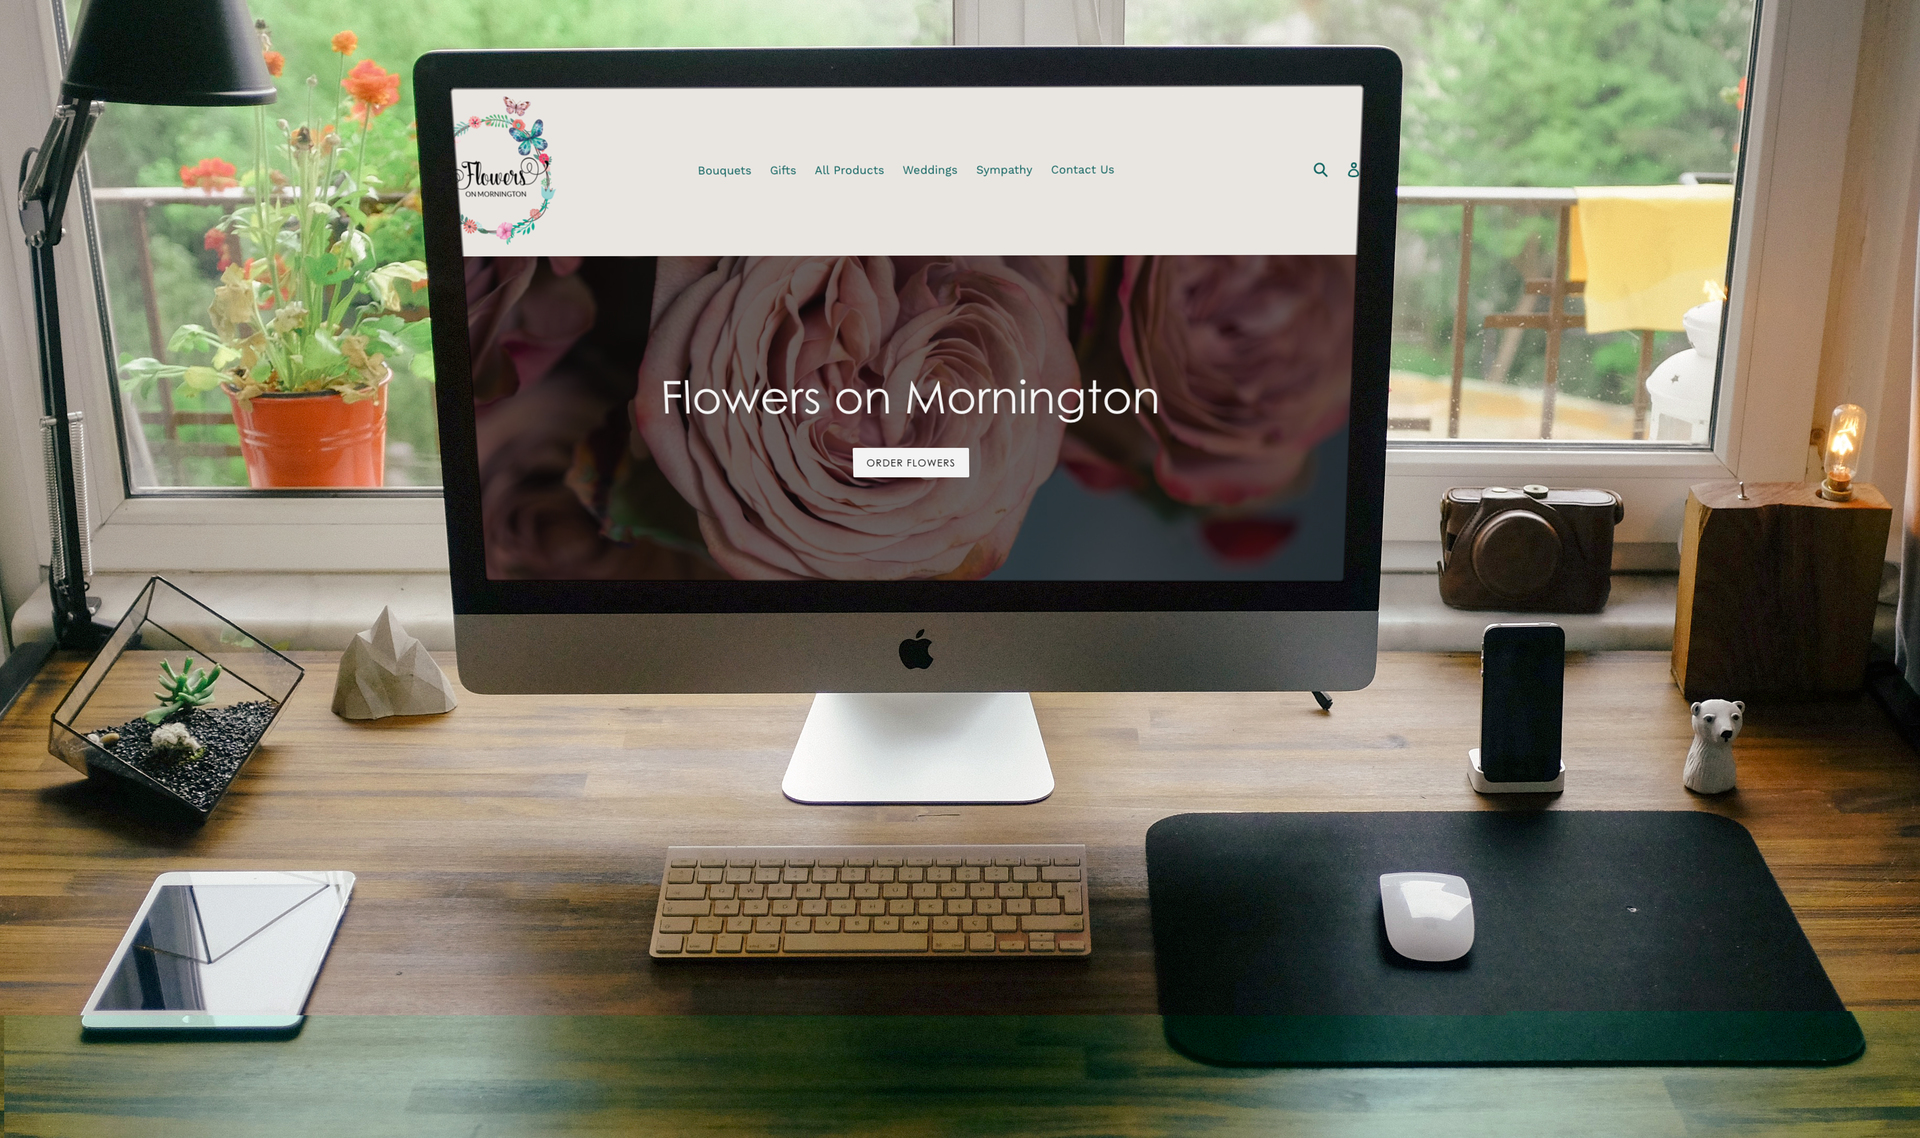 Flowers
ON MORNINGTON
Bouquets Gifts All Products Weddings Sympathy Contact Us
Flowers on Mornington
ORDER FLOWERS